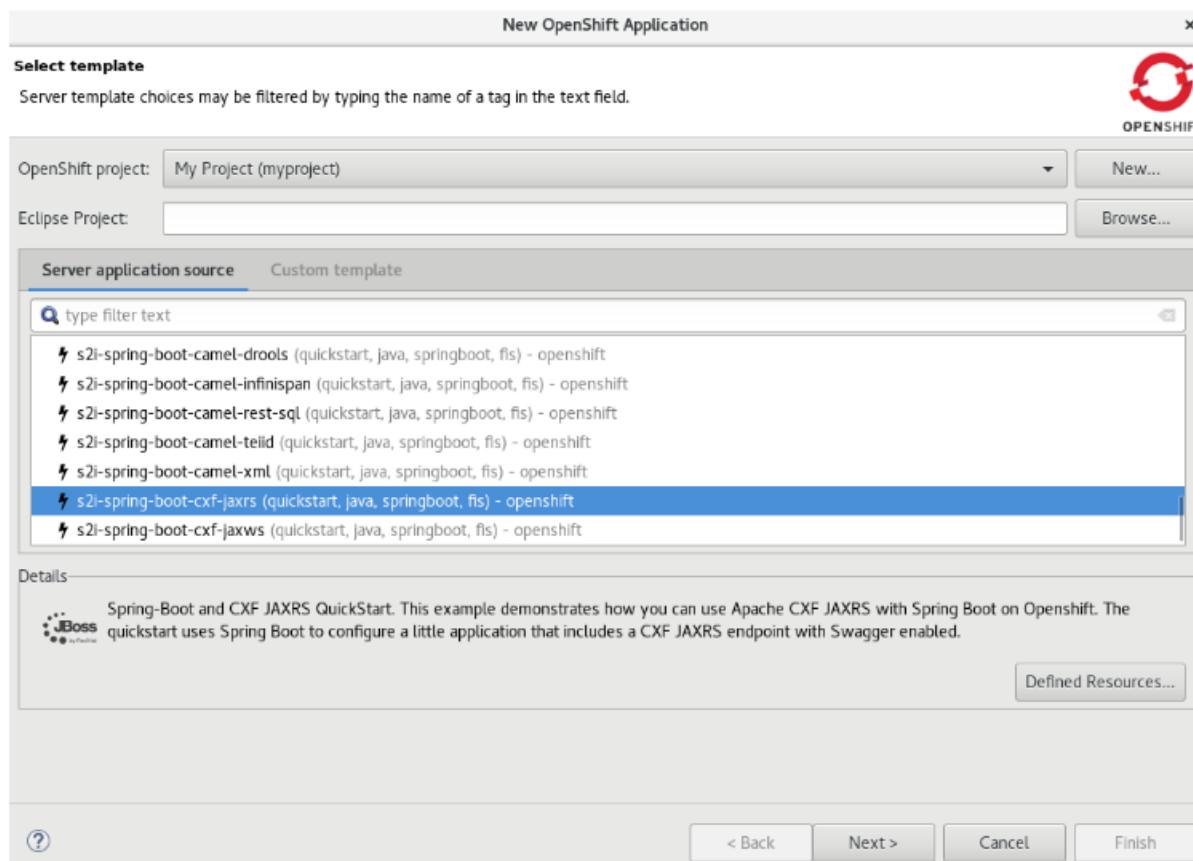 New OpenShift Application
Select template
Server template choices may be filtered by typing the name of a tag in the text field.
OPENSHIF
OpenShift project: My Project (myproject) New...
Eclipse Project: Browse...
Server application source Custom template
type filter text
s2i-spring-boot-camel-drools (quickstart, java, springboot, fis) - openshift
s2i-spring-boot-camel-infinispan (quickstart, java, springboot, fis) - openshift
s2i-spring-boot-camel-rest-sql (quickstart, java, springboot, fis) - openshift
s2i-spring-boot-camel-teiid (quickstart, java, springboot, fis) - openshift
s2i-spring-boot-camel-xml (quickstart, java, springboot, fis) - openshift
s2i-spring-boot-cxf-jaxrs (quickstart, java, springboot, fis) - openshift
s2i-spring-boot-cxf-jaxws (quickstart, java, springboot, fis) - openshift
Details
JBoss
Spring-Boot and CXF JAXRS QuickStart. This example demonstrates how you can use Apache CXF JAXRS with Spring Boot on Openshift. The
quickstart uses Spring Boot to configure a little application that includes a CXF JAXRS endpoint with Swagger enabled.
Defined Resources...
? < Back Next > Cancel Finish